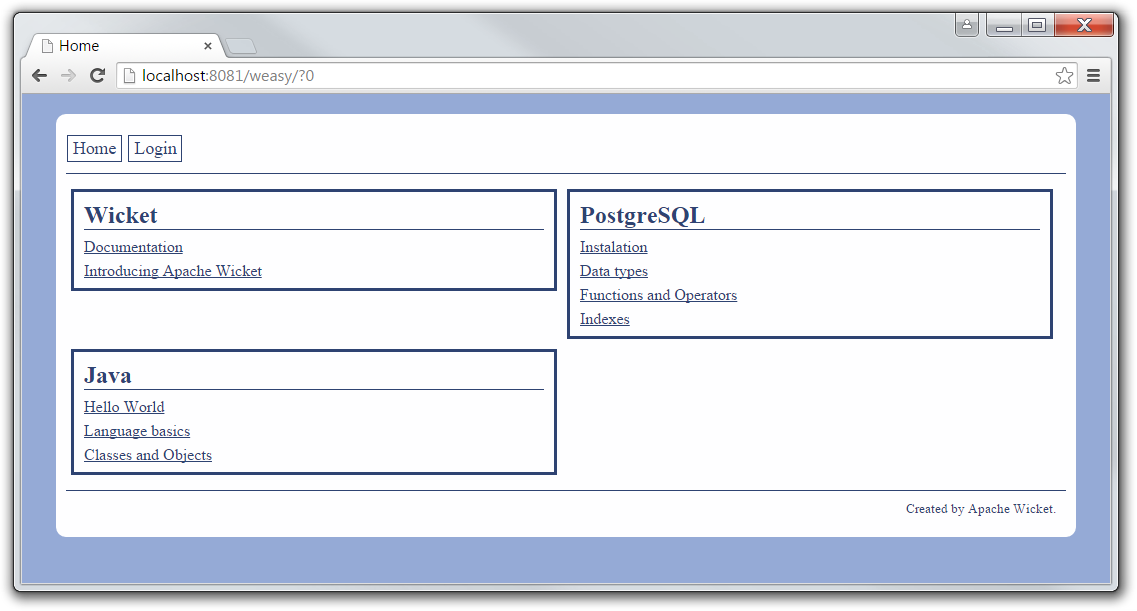 Home
localhost:8081/weasy/?0
Home Login
Wicket
Documentation
Introducing Apache Wicket
PostgreSQL
Instalation
Data types
Functions and Operators
Indexes
Java
Hello World
Language basics
Classes and Objects
Created by Apache Wicket.